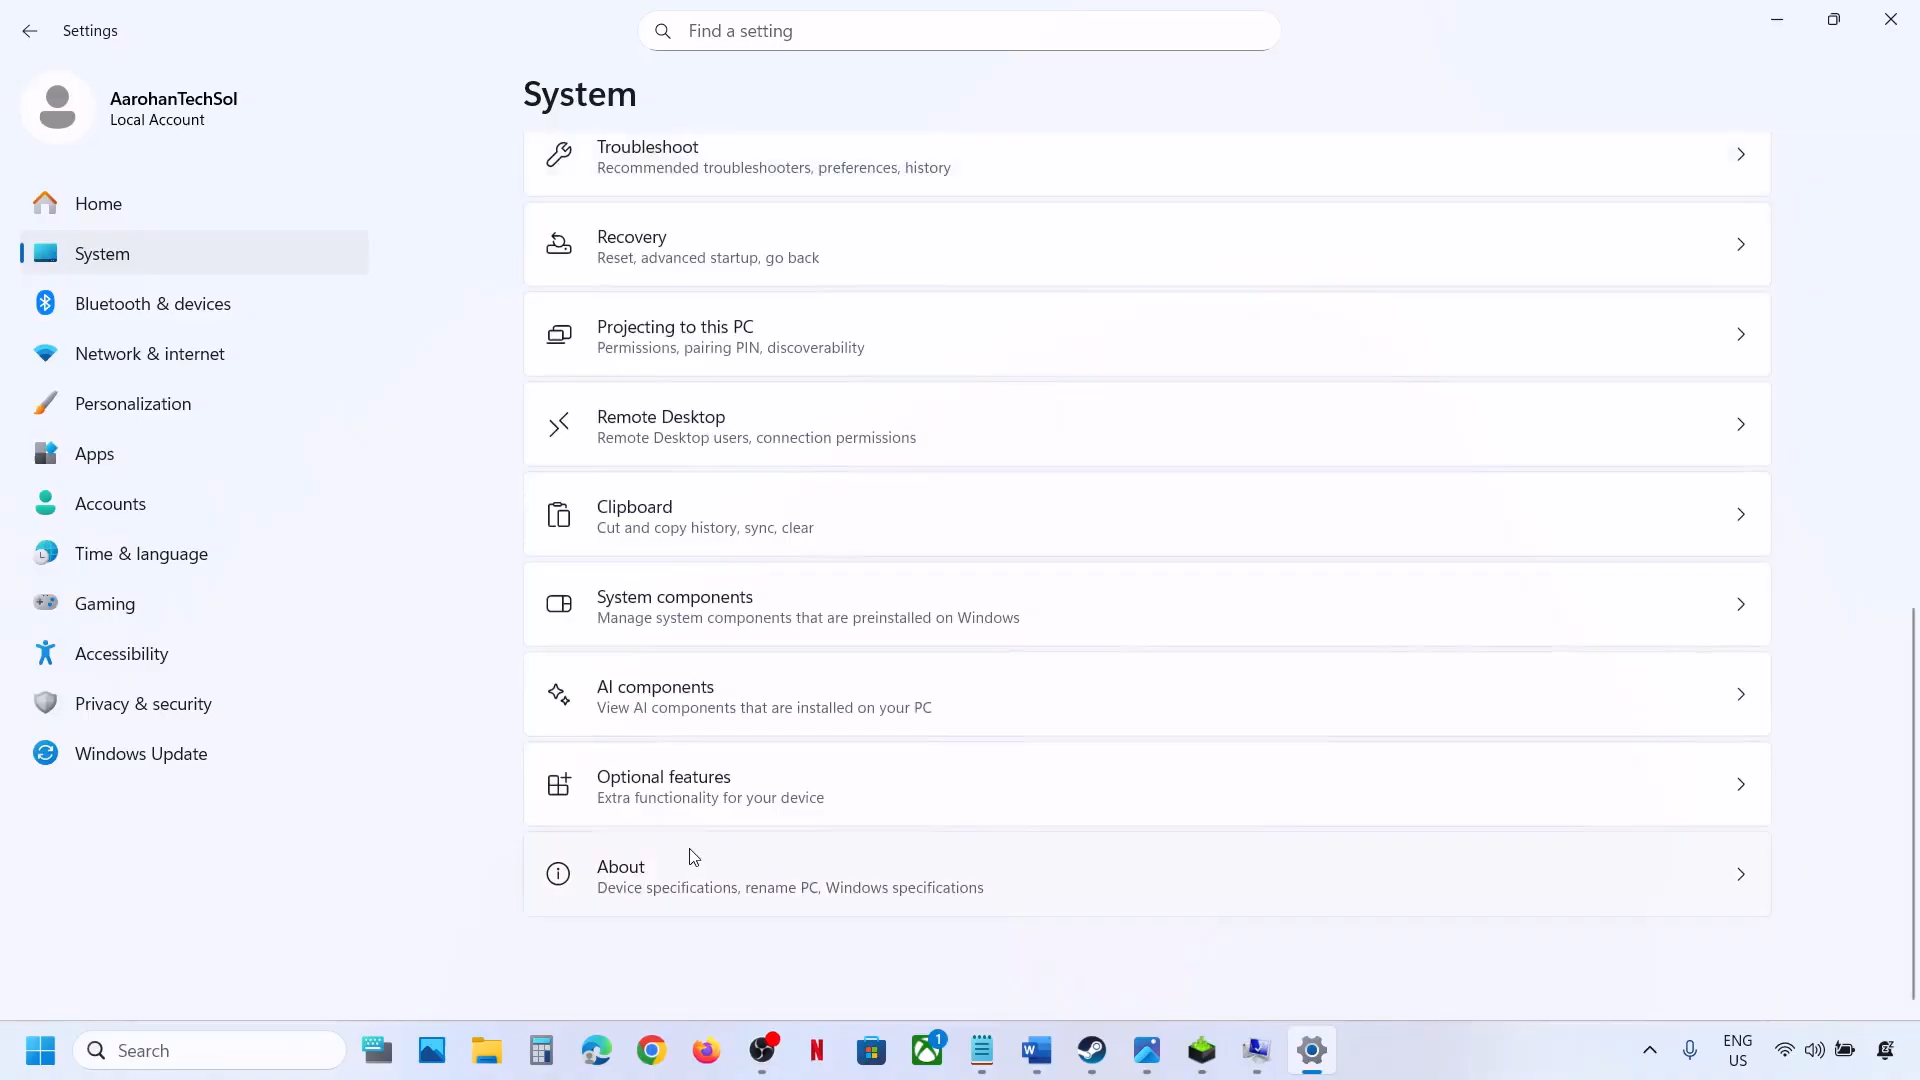 Settings
Find a setting
AarohanTechSol
Local Account
Home
System
Bluetooth & devices
Network & internet
Personalization
Apps
Accounts
Time & language
Gaming
Accessibility
Privacy & security
Windows Update
System
Troubleshoot
Recommended troubleshooters, preferences, history
Recovery
Reset, advanced startup, go back
Projecting to this PC
Permissions, pairing PIN, discoverability
Remote Desktop
Remote Desktop users, connection permissions
Clipboard
Cut and copy history, sync, clear
System components
Manage system components that are preinstalled on Windows
AI components
View AI components that are installed on your PC
Optional features
Extra functionality for your device
About
Device specifications, rename PC, Windows specifications
Search
1
ENG
US